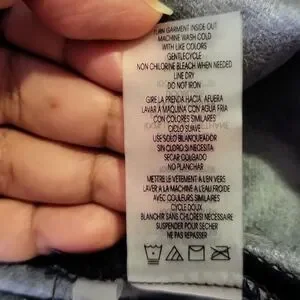 TURN GARMENT INSIDE OUT
MACHINE WASH COLD
WITH LIKE COLORS
GENTLECYCLE
NON CHLORINE BLEACH WHEN NEEDED
LINE DRY
DO NOT IRON
GIRE LA PRENDA HACIA AFUERA
LAVAR A MAQUINA CON AGUA FRIA
CON COLORES SIMILARES
CICLO SUAVE
USE SOLO BLANQUEADOR
SIN CLORO SI NECESITA
SECAR COLGADO
NO PLANCHAR
METTRE LE VÊTEMENT À L'ENVERS
LAVER À LA MACHINE À L'EAU FROIDE
AVEC COULEURS SIMILAIRES
CYCLE DOUX
BLANCHIR SANS CHLORE SI NÉCESSAIRE
SUSPENDRE POUR SÉCHER
NE PAS REPASSER